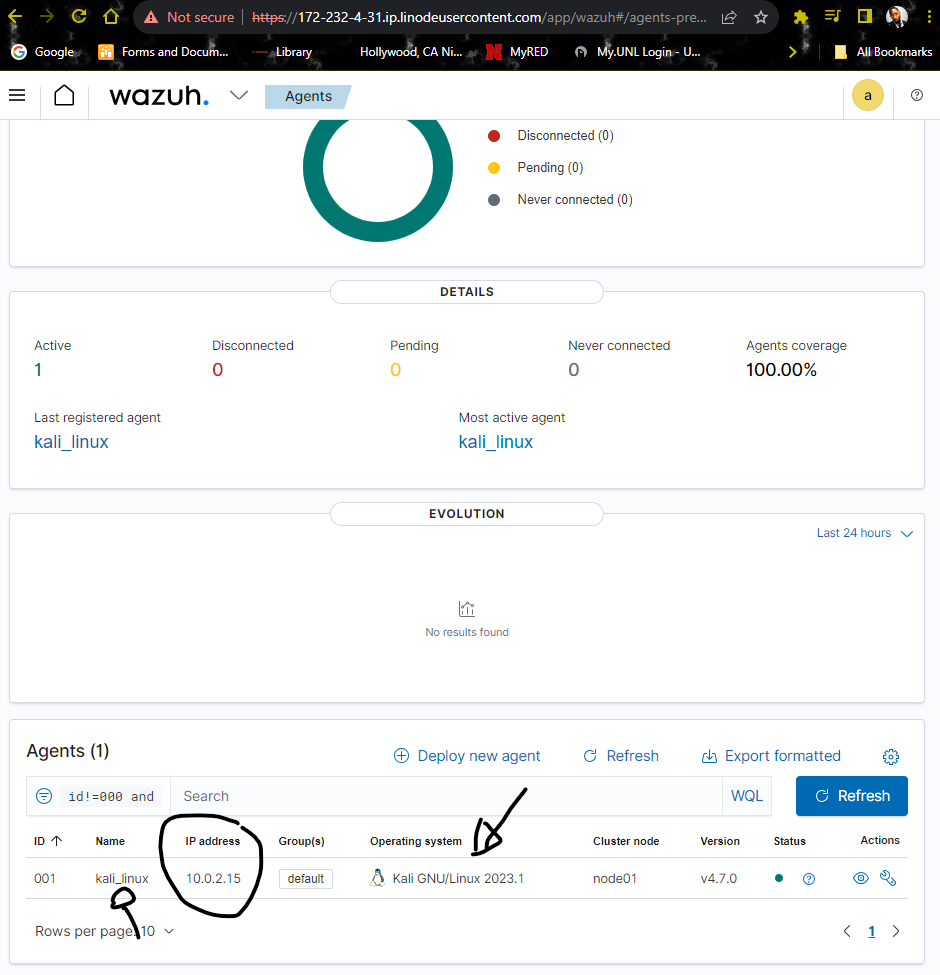 Not secure https://172-232-4-31.ip.linodeusercontent.com/app/wazuh#/agents-pre...
Google Forms and Docum... Library Hollywood, CA Ni... MyRED My.UNL Login - U... All Bookmarks
wazuh. Agents a
Disconnected (0)
Pending (0)
Never connected (0)
DETAILS
Active Disconnected Pending Never connected Agents coverage
1 0 0 0 100.00%
Last registered agent Most active agent
kali_linux kali_linux
EVOLUTION
Last 24 hours
No results found
Agents (1) Deploy new agent Refresh Export formatted
id!=000 and Search WQL Refresh
ID Name IP address Group(s) Operating system Cluster node Version Status Actions
001 kali_linux 10.0.2.15 default Kali GNU/Linux 2023.1 node01 v4.7.0
Rows per page: 10 1